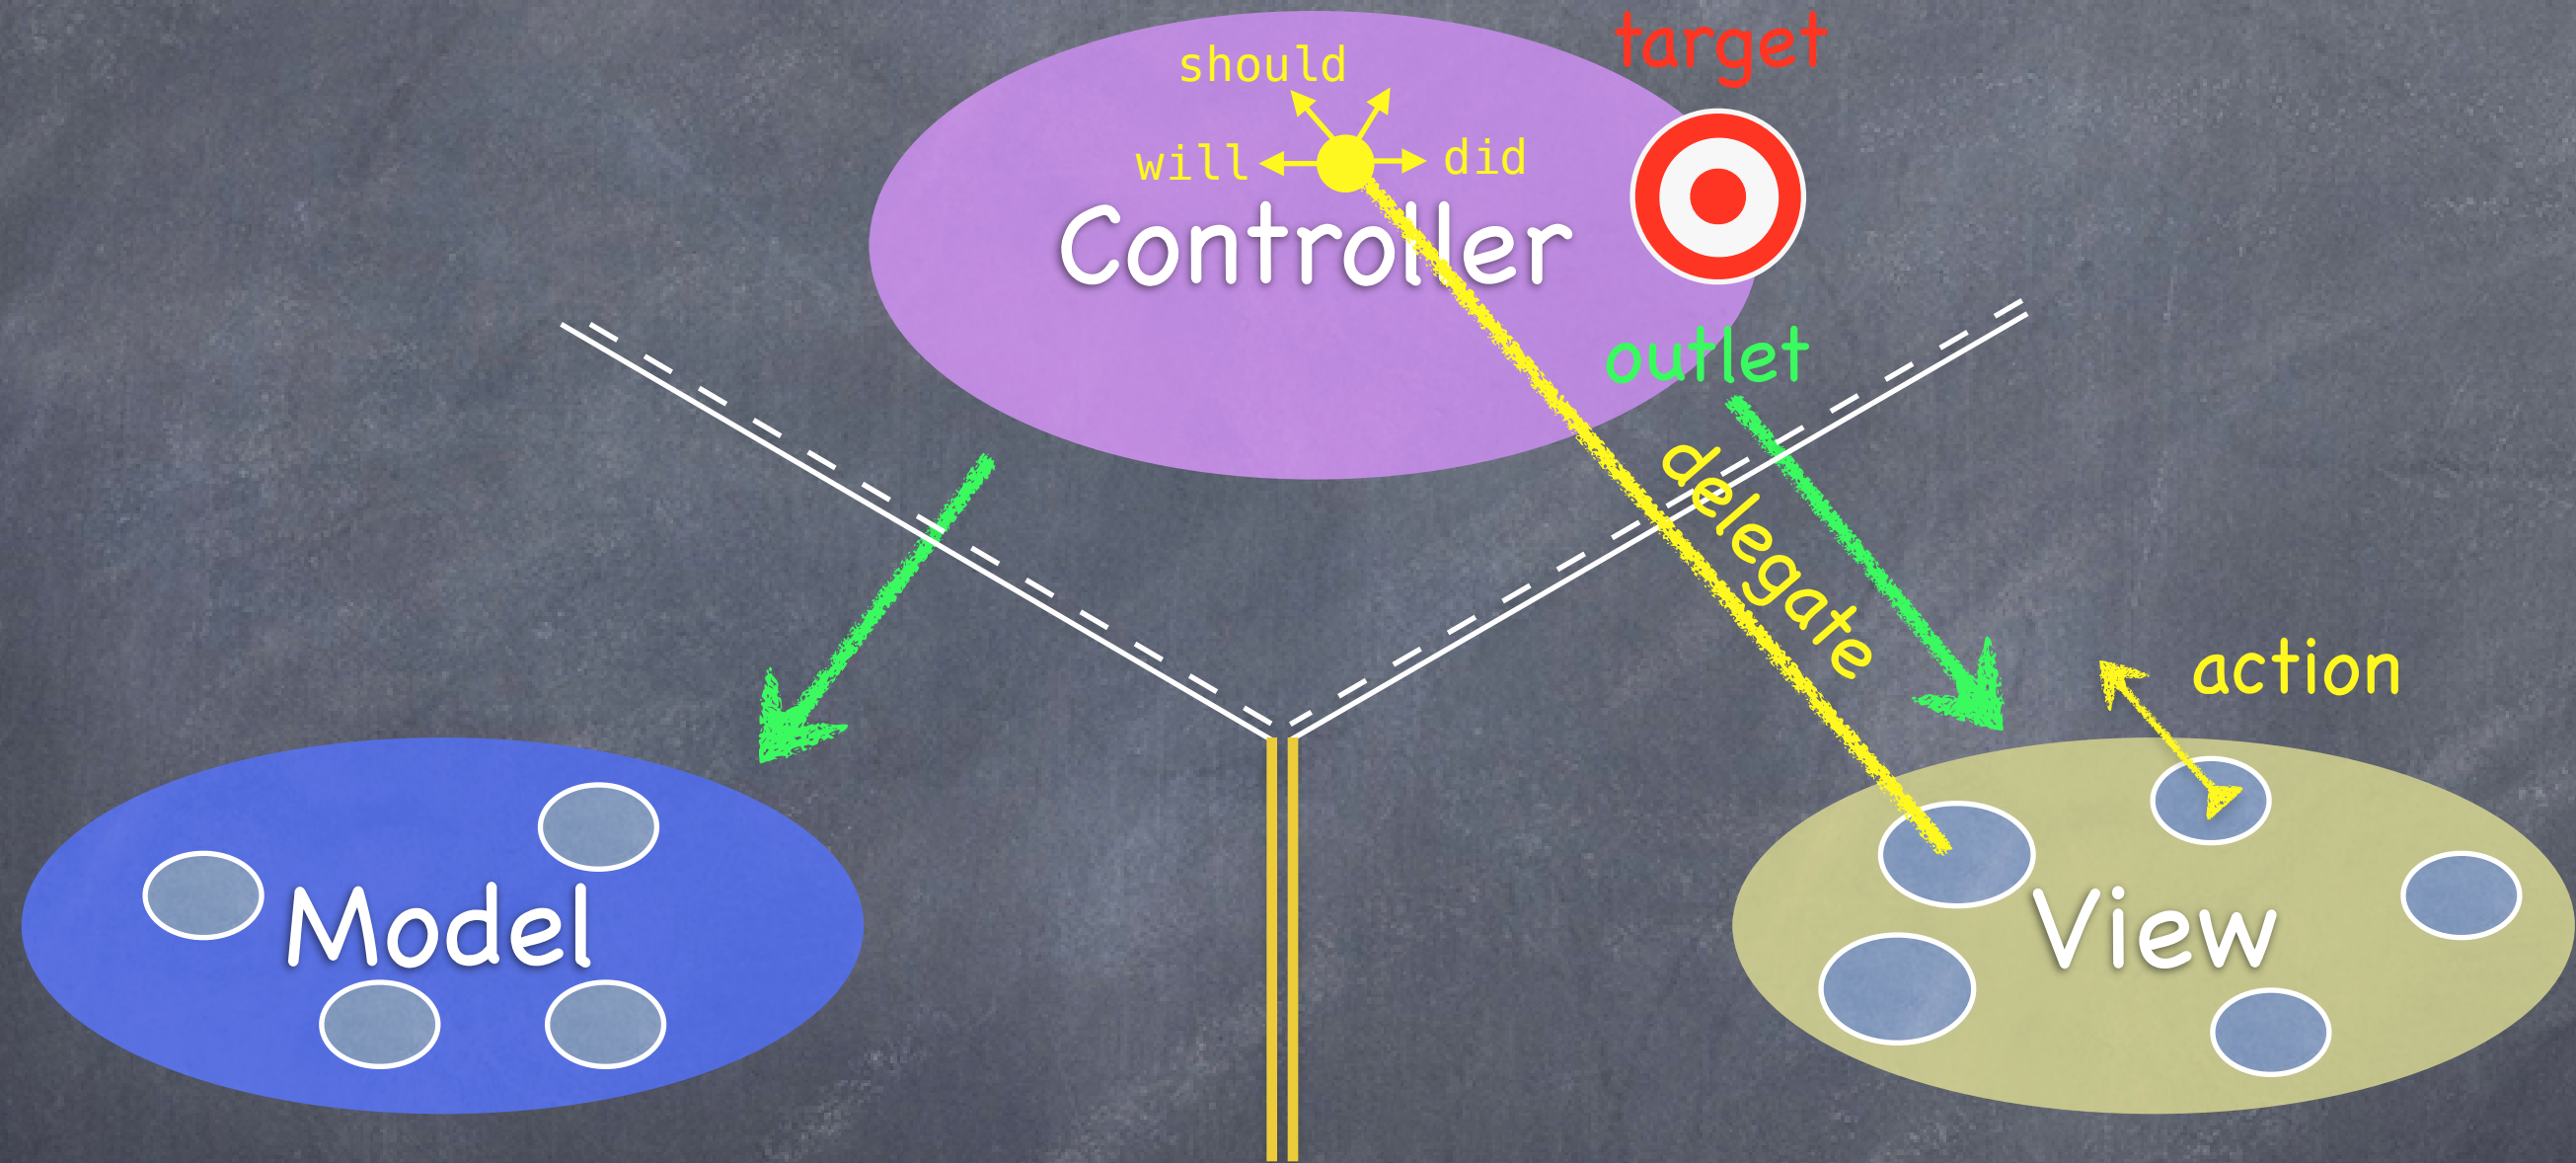 target
should
will
did
Controller
outlet
delegate
action
Model
View